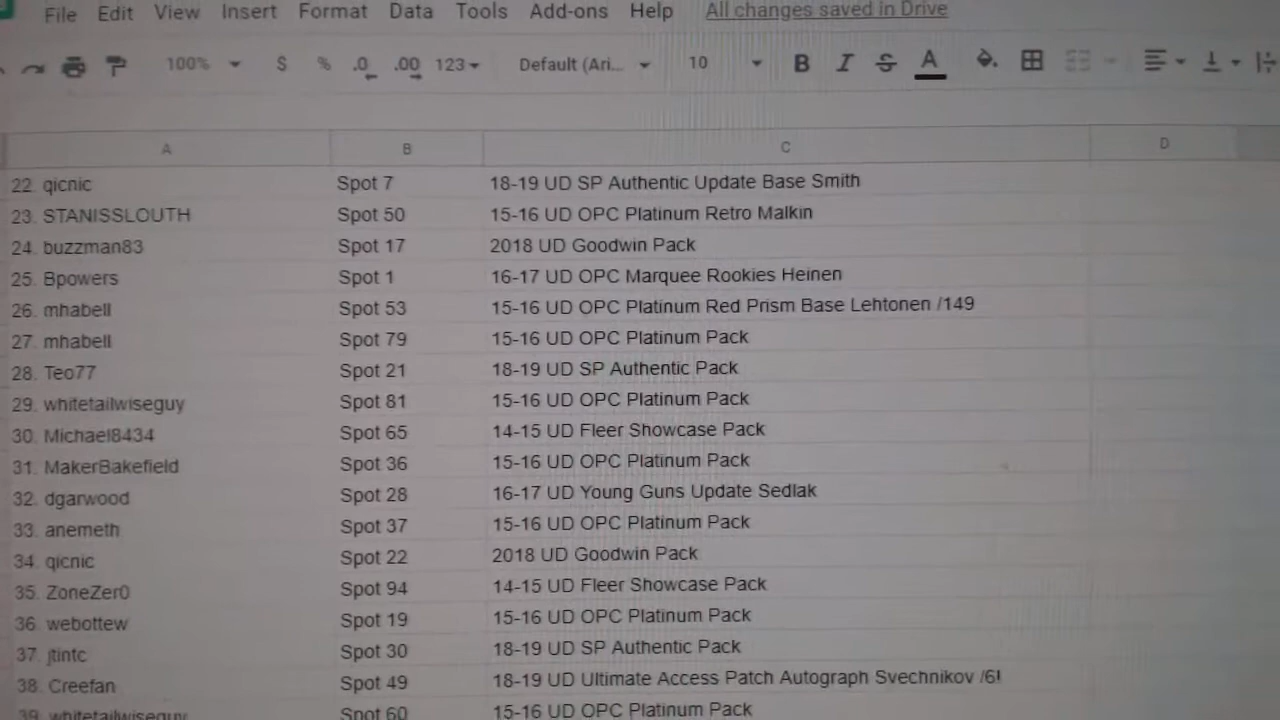 File Edit View Insert Format Data Tools Add-ons Help All changes saved in Drive
100% $ % .0 .00 123 Default (Ari... 10 B I S A
A B C D
22. qicnic Spot 7 18-19 UD SP Authentic Update Base Smith
23. STANISSLOUTH Spot 50 15-16 UD OPC Platinum Retro Malkin
24. buzzman83 Spot 17 2018 UD Goodwin Pack
25. Bpowers Spot 1 16-17 UD OPC Marquee Rookies Heinen
26. mhabell Spot 53 15-16 UD OPC Platinum Red Prism Base Lehtonen /149
27. mhabell Spot 79 15-16 UD OPC Platinum Pack
28. Teo77 Spot 21 18-19 UD SP Authentic Pack
29. whitetailwiseguy Spot 81 15-16 UD OPC Platinum Pack
30. Michael8434 Spot 65 14-15 UD Fleer Showcase Pack
31. MakerBakefield Spot 36 15-16 UD OPC Platinum Pack
32. dgarwood Spot 28 16-17 UD Young Guns Update Sedlak
33. anemeth Spot 37 15-16 UD OPC Platinum Pack
34. qicnic Spot 22 2018 UD Goodwin Pack
35. ZoneZer0 Spot 94 14-15 UD Fleer Showcase Pack
36. webottew Spot 19 15-16 UD OPC Platinum Pack
37. jtintc Spot 30 18-19 UD SP Authentic Pack
38. Creefan Spot 49 18-19 UD Ultimate Access Patch Autograph Svechnikov
39. whitetailwiseguy Spot 60 15-16 UD OPC Platinum Pack